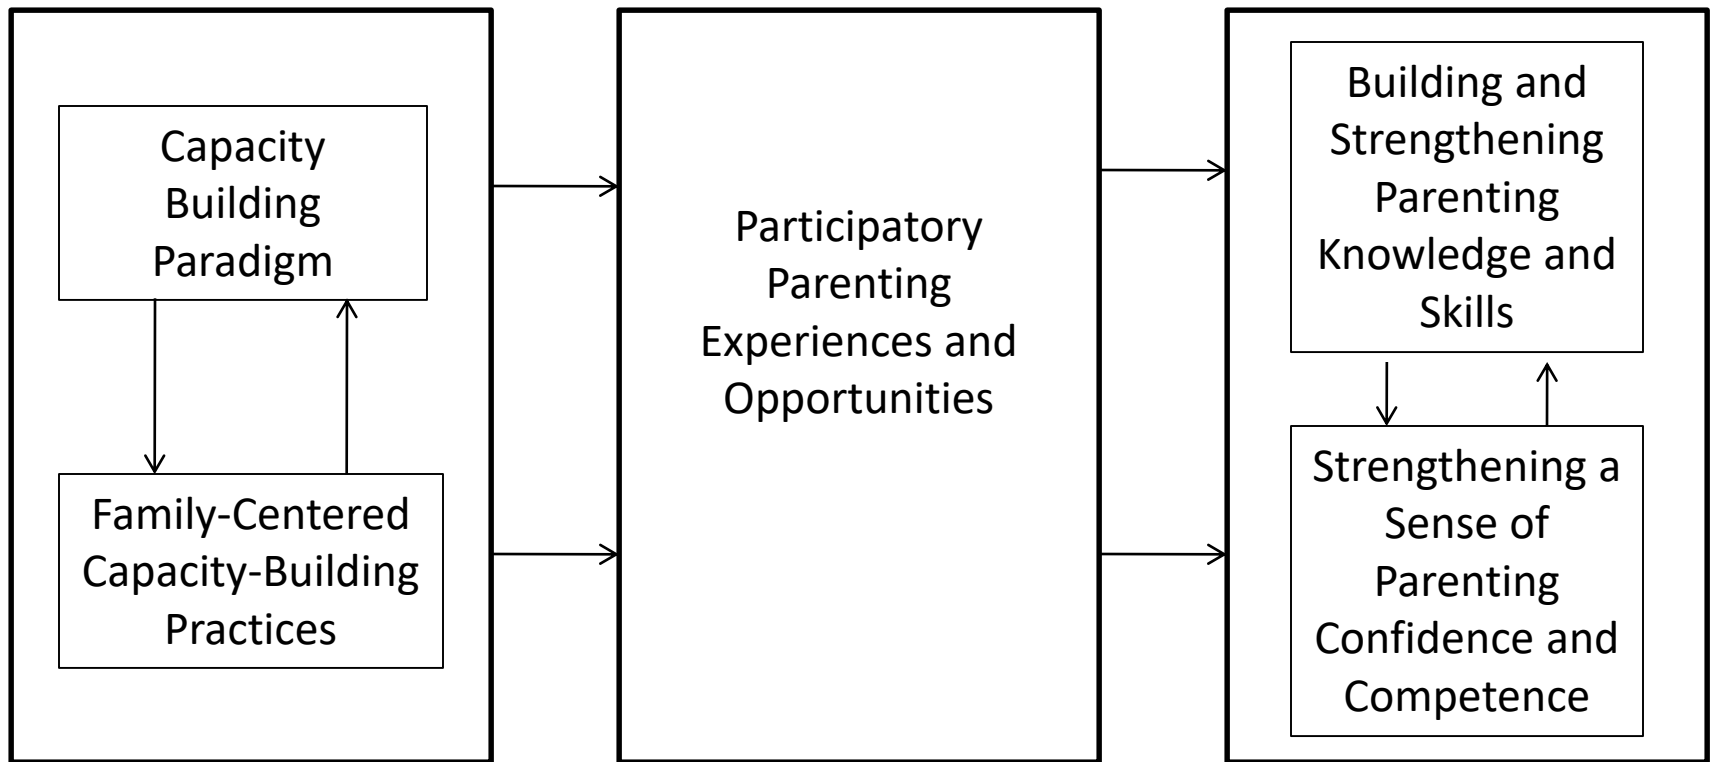 Capacity
Building
Paradigm
Family-Centered
Capacity-Building
Practices
Participatory
Parenting
Experiences and
Opportunities
Building and
Strengthening
Parenting
Knowledge and
Skills
Strengthening a
Sense of
Parenting
Confidence and
Competence